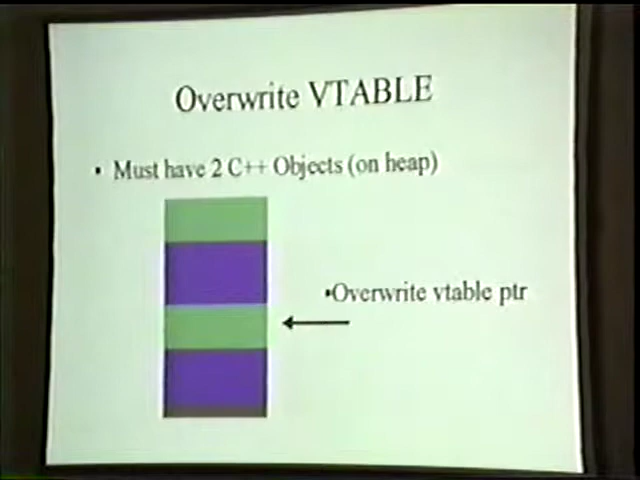 Overwrite VTABLE
• Must have 2 C++ Objects (on heap)
•Overwrite vtable ptr